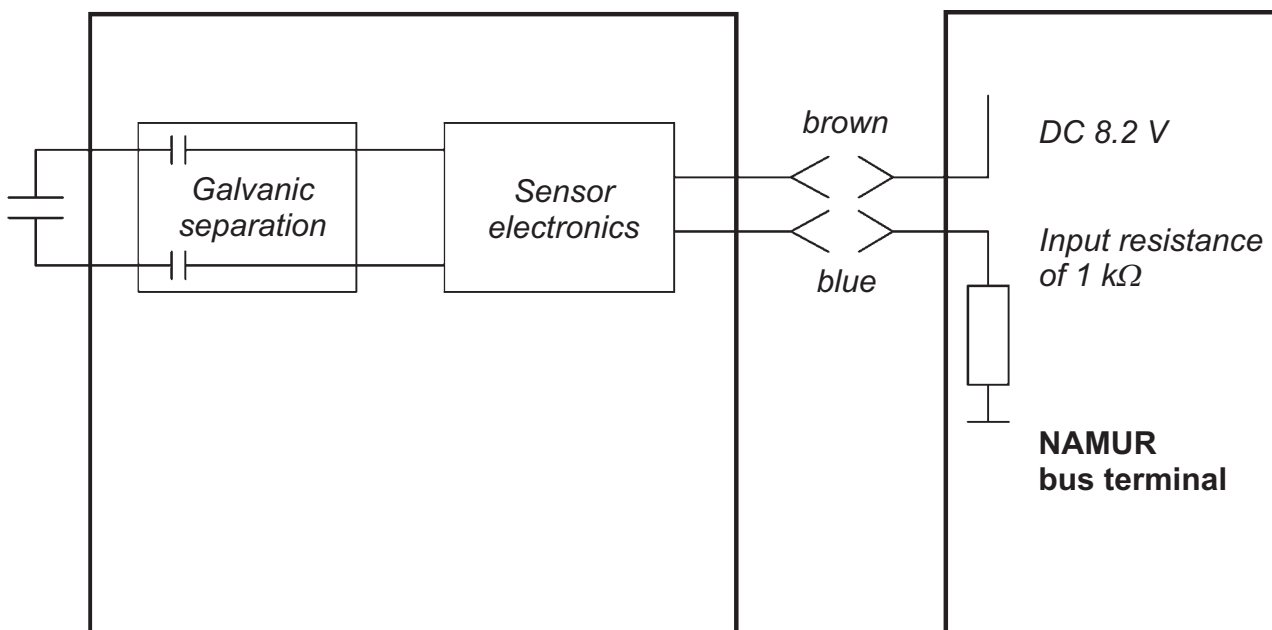 Galvanic
separation
Sensor
electronics
brown
blue
DC 8.2 V
Input resistance
of 1 kΩ
NAMUR
bus terminal